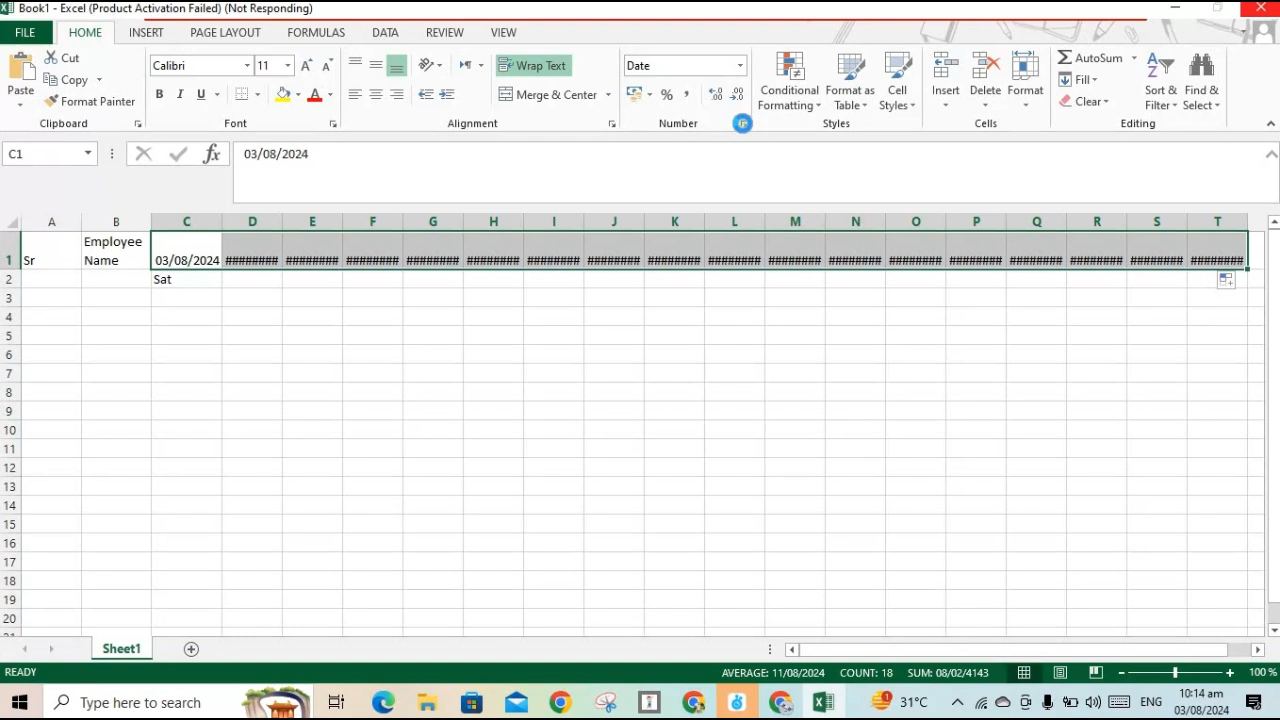 Book1 - Excel (Product Activation Failed) (Not Responding)
FILE HOME INSERT PAGE LAYOUT FORMULAS DATA REVIEW VIEW
Paste
Cut
Copy
Format Painter
Clipboard
Calibri 11
B I U
Font
Wrap Text
Merge & Center
Alignment
Date
%
Number
Conditional
Formatting
Format as
Table
Cell
Styles
Styles
Insert
Delete
Format
Cells
AutoSum
Fill
Clear
Sort &
Filter
Find &
Select
Editing
C1 fx 03/08/2024
A B C D E F G H I J K L M N O P Q R S T
1 Sr Employee
Name 03/08/2024 ######## ######## ######## ######## ######## ######## ######## ######## ######## ######## ######## ######## ######## ######## ######## ######## ########
2 Sat
3
4
5
6
7
8
9
10
11
12
13
14
15
16
17
18
19
20
21
Sheet1
READY AVERAGE: 11/08/2024 COUNT: 18 SUM: 08/02/4143 100 %
Type here to search 31°C ENG 10:14 am
03/08/2024